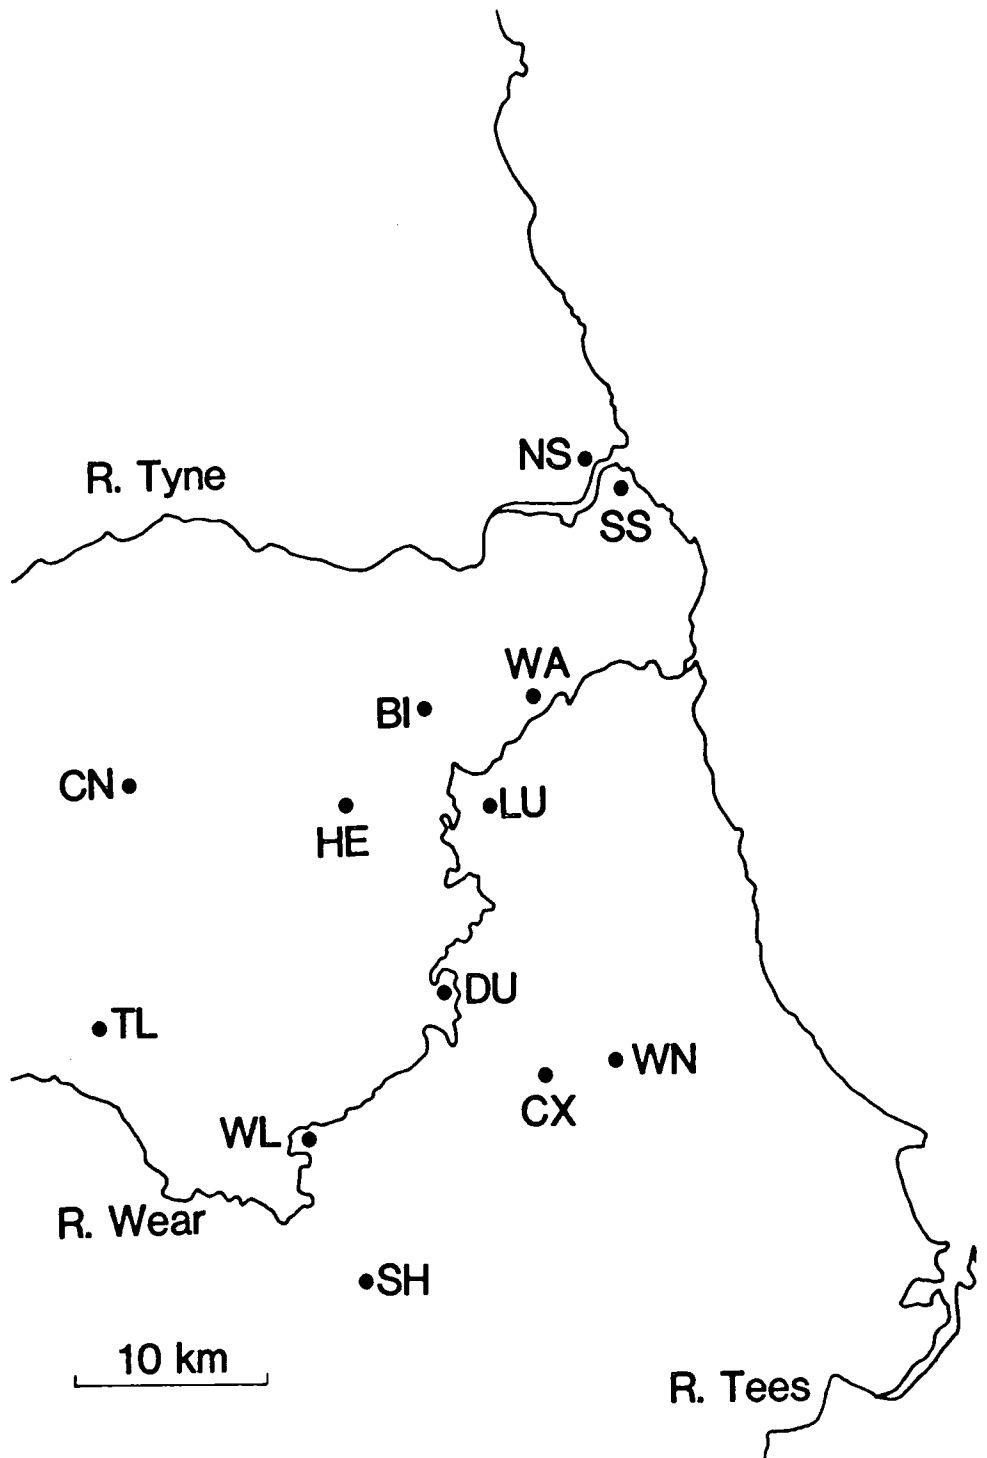 NS
R. Tyne
SS
WA
BI
CN
LU
HE
DU
TL
WN
CX
WL
R. Wear
SH
10 km
R. Tees